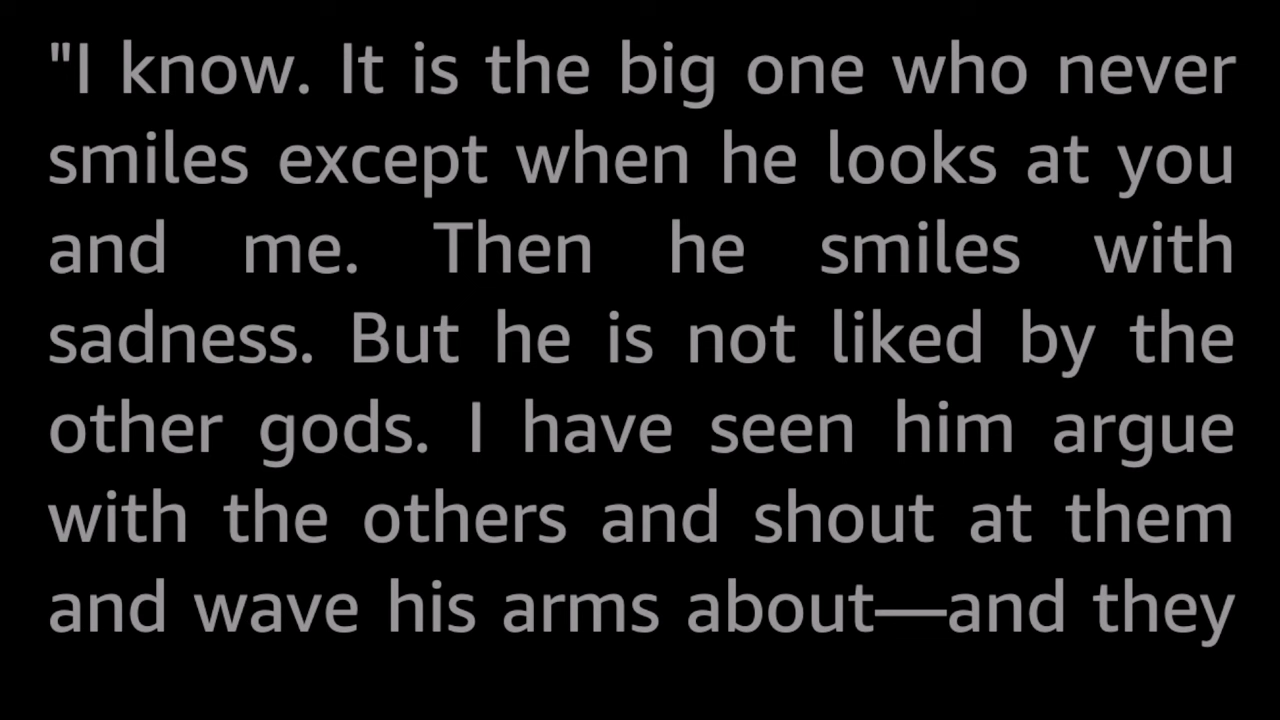 "I know. It is the big one who never
smiles except when he looks at you
and me. Then he smiles with
sadness. But he is not liked by the
other gods. I have seen him argue
with the others and shout at them
and wave his arms about—and they